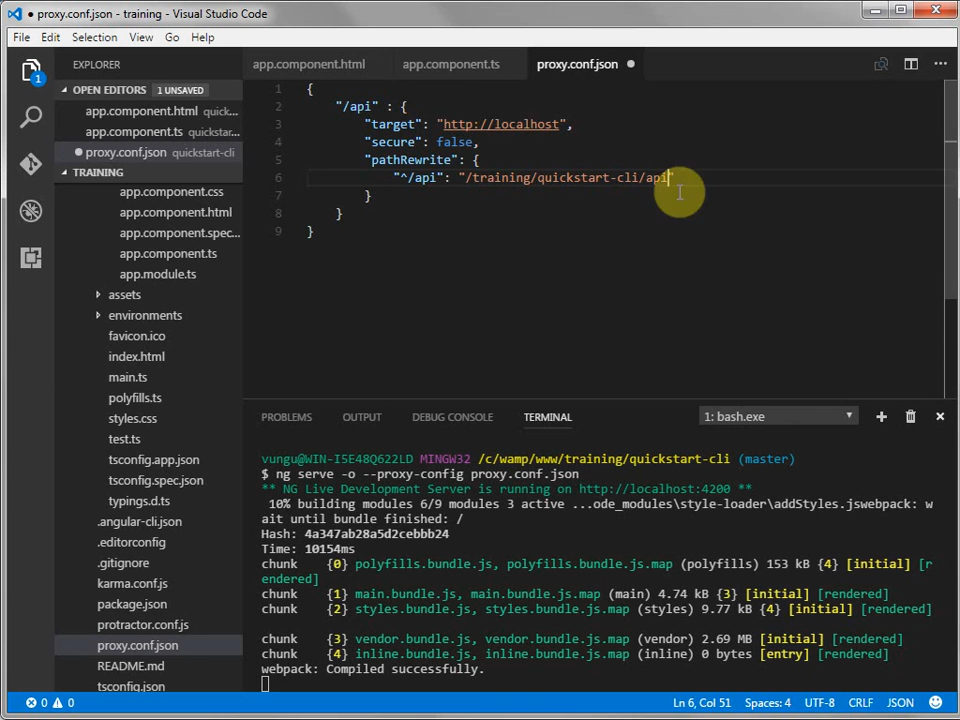 proxy.conf.json - training - Visual Studio Code
File Edit Selection View Go Help
EXPLORER
app.component.html app.component.ts proxy.conf.json
OPEN EDITORS 1 UNSAVED
app.component.html quick...
app.component.ts quickstar...
proxy.conf.json quickstart-cli
TRAINING
app.component.css
app.component.html
app.component.spec...
app.component.ts
app.module.ts
assets
environments
favicon.ico
index.html
main.ts
polyfills.ts
styles.css
test.ts
tsconfig.app.json
tsconfig.spec.json
typings.d.ts
.angular-cli.json
.editorconfig
.gitignore
karma.conf.js
package.json
protractor.conf.js
proxy.conf.json
README.md
tsconfig.json
1
1 {
2 "/api" : {
3 "target": "http://localhost",
4 "secure": false,
5 "pathRewrite": {
6 "^/api": "/training/quickstart-cli/api"
7 }
8 }
9 }
PROBLEMS OUTPUT DEBUG CONSOLE TERMINAL 1: bash.exe
vungu@WIN-I5E48Q622LD MINGW32 /c/wamp/www/training/quickstart-cli (master)
$ ng serve -o --proxy-config proxy.conf.json
** NG Live Development Server is running on http://localhost:4200 **
10% building modules 6/9 modules 3 active ...ode_modules\style-loader\addStyles.jswebpack: w
ait until bundle finished: /
Hash: 4a347ab28a5d2cebbb24
Time: 10154ms
chunk {0} polyfills.bundle.js, polyfills.bundle.js.map (polyfills) 153 kB {4} [initial] [r
endered]
chunk {1} main.bundle.js, main.bundle.js.map (main) 4.74 kB {3} [initial] [rendered]
chunk {2} styles.bundle.js, styles.bundle.js.map (styles) 9.77 kB {4} [initial] [rendered]
chunk {3} vendor.bundle.js, vendor.bundle.js.map (vendor) 2.69 MB [initial] [rendered]
chunk {4} inline.bundle.js, inline.bundle.js.map (inline) 0 bytes [entry] [rendered]
webpack: Compiled successfully.
0 0 Ln 6, Col 51 Spaces: 4 UTF-8 CRLF JSON